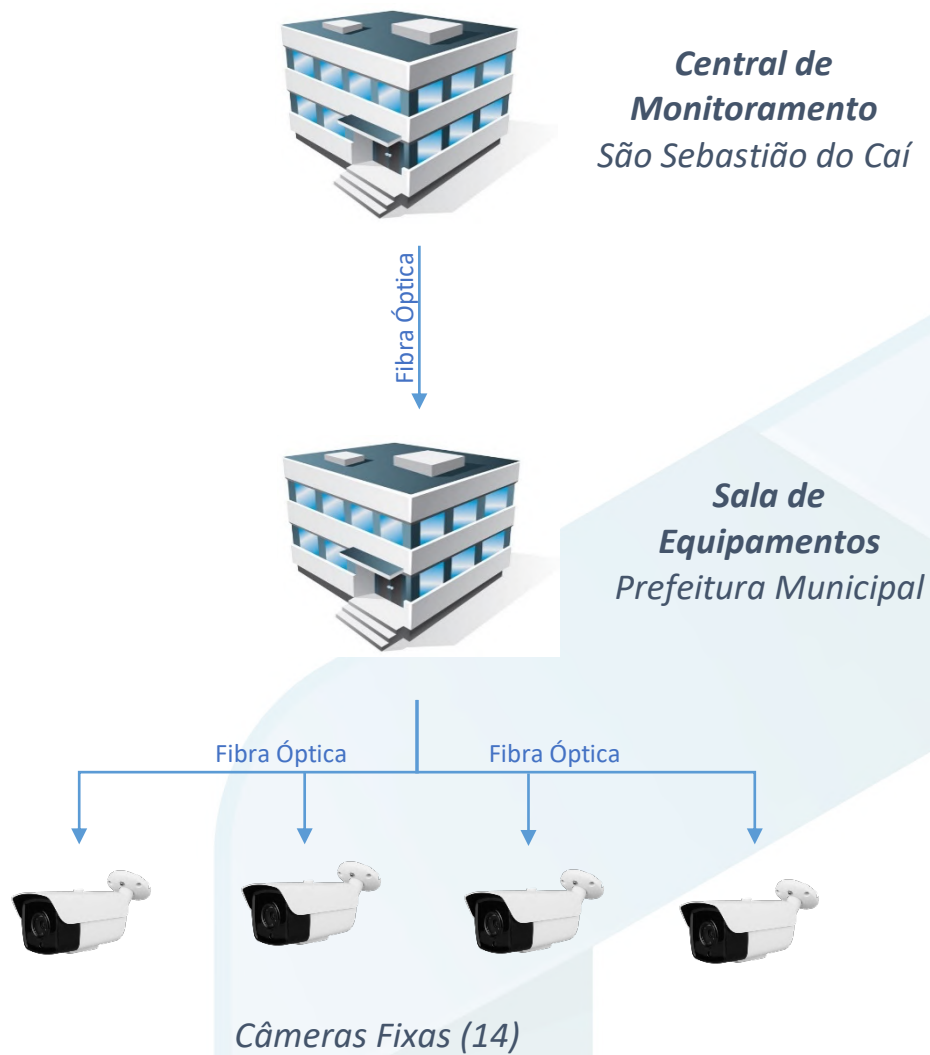 Central de
Monitoramento
São Sebastião do Caí
Fibra Óptica
Sala de
Equipamentos
Prefeitura Municipal
Fibra Óptica
Fibra Óptica
Câmeras Fixas (14)